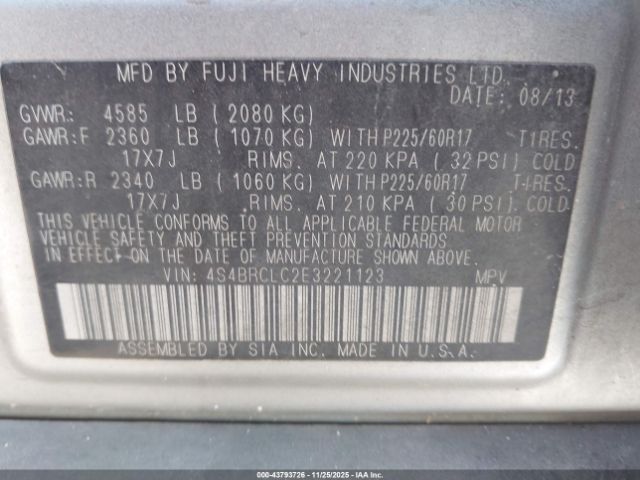 MFD BY FUJI HEAVY INDUSTRIES LTD.
DATE: 08/13
GVWR: 4585 LB ( 2080 KG)
GAWR:F 2360 LB ( 1070 KG) WITH P225/60R17 TIRES.
17X7J RIMS. AT 220 KPA ( 32 PSI) COLD
GAWR:R 2340 LB ( 1060 KG) WITH P225/60R17 TIRES.
17X7J RIMS. AT 210 KPA ( 30 PSI) COLD.
THIS VEHICLE CONFORMS TO ALL APPLICABLE FEDERAL MOTOR
VEHICLE SAFETY AND THEFT PREVENTION STANDARDS
IN EFFECT ON THE DATE OF MANUFACTURE SHOWN ABOVE.
VIN: 4S4BRCLC2E3221123 MPV
ASSEMBLED BY SIA INC. MADE IN U.S.A.
000-43793726 - 11/25/2025 - IAAI.CA